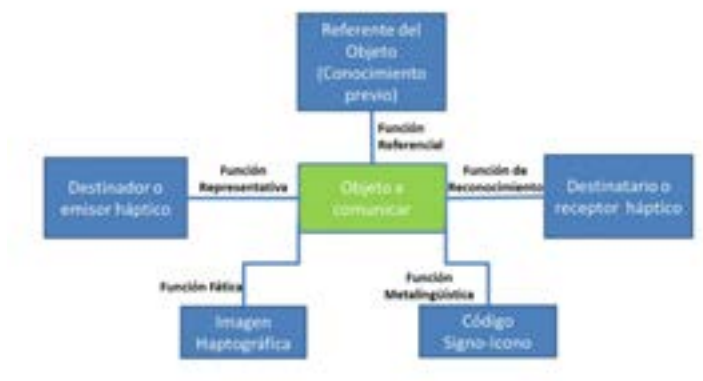 Referente del
Objeto
(Conocimiento
previo)
Función
Referencial
Función
Representativa
Función de
Reconocimiento
Destinador o
emisor háptico
Objeto a
comunicar
Destinatario o
receptor háptico
Función Fática
Función
Metalingüística
Imagen
Haptográfica
Código
Signo-ícono